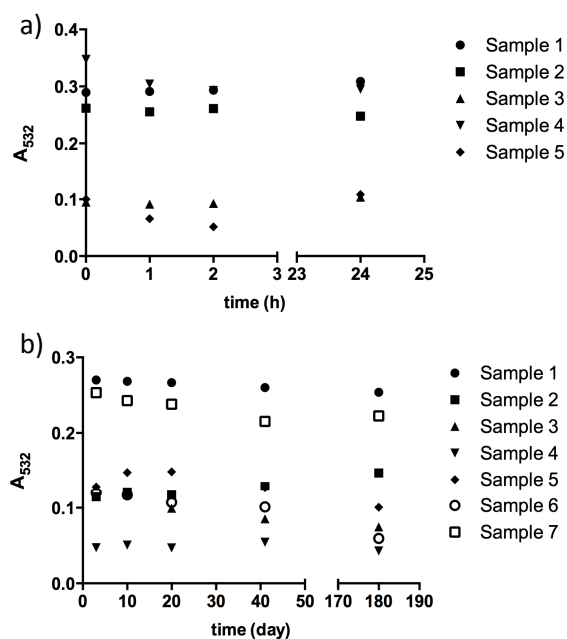 a)
0.4
0.3
0.2
0.1
0.0
A532
0 1 2 3 23 24 25
time (h)
Sample 1
Sample 2
Sample 3
Sample 4
Sample 5
b)
0.3
0.2
0.1
0.0
A532
0 10 20 30 40 50 170 180 190
time (day)
Sample 1
Sample 2
Sample 3
Sample 4
Sample 5
Sample 6
Sample 7